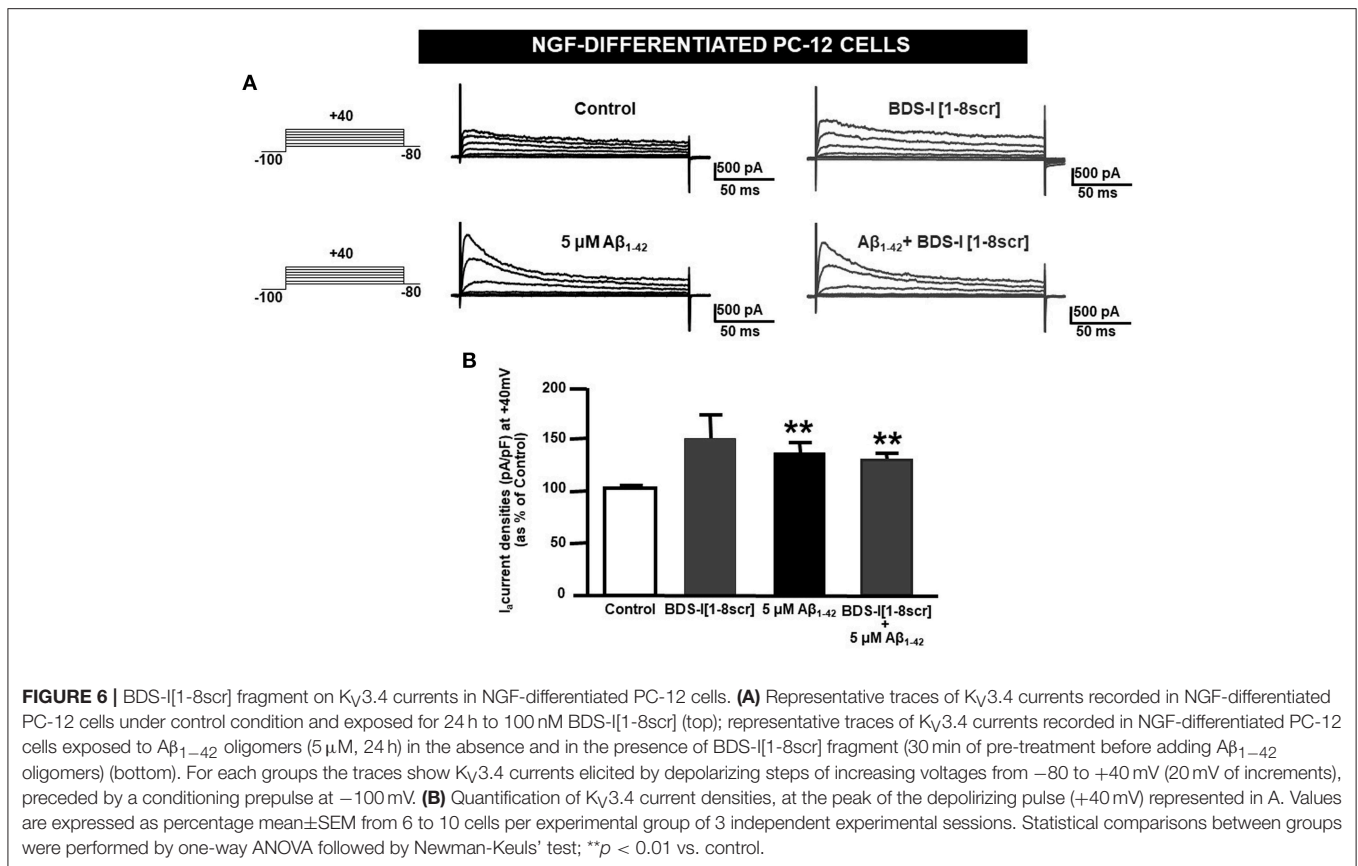 NGF-DIFFERENTIATED PC-12 CELLS
A
+40
-100
-80
Control
500 pA
50 ms
BDS-I [1-8scr]
500 pA
50 ms
+40
-100
-80
5 µM Aβ1-42
500 pA
50 ms
Aβ1-42+ BDS-I [1-8scr]
500 pA
50 ms
B
Iacurrent densities (pA/pF) at +40mV
(as % of Control)
200
150
100
50
0
**
**
Control
BDS-I[1-8scr]
5 µM Aβ1-42
BDS-I[1-8scr]
+
5 µM Aβ1-42
FIGURE 6 | BDS-I[1-8scr] fragment on KV3.4 currents in NGF-differentiated PC-12 cells. (A) Representative traces of KV3.4 currents recorded in NGF-differentiated
PC-12 cells under control condition and exposed for 24 h to 100 nM BDS-I[1-8scr] (top); representative traces of KV3.4 currents recorded in NGF-differentiated PC-12
cells exposed to Aβ1−42 oligomers (5 µM, 24 h) in the absence and in the presence of BDS-I[1-8scr] fragment (30 min of pre-treatment before adding Aβ1−42
oligomers) (bottom). For each groups the traces show KV3.4 currents elicited by depolarizing steps of increasing voltages from −80 to +40 mV (20 mV of increments),
preceded by a conditioning prepulse at −100 mV. (B) Quantification of KV3.4 current densities, at the peak of the depolirizing pulse (+40 mV) represented in A. Values
are expressed as percentage mean±SEM from 6 to 10 cells per experimental group of 3 independent experimental sessions. Statistical comparisons between groups
were performed by one-way ANOVA followed by Newman-Keuls' test; **p < 0.01 vs. control.